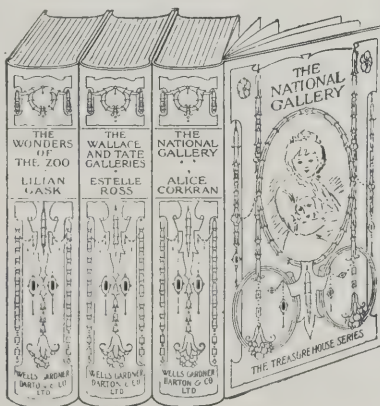 THE
WONDERS
OF
THE ZOO
LILIAN
GASK
WELLS GARDNER
DARTON & CO
LTD
THE
WALLACE
AND TATE
GALLERIES
ESTELLE
ROSS
WELLS GARDNER
DARTON & CO
LTD
THE
NATIONAL
GALLERY
ALICE
CORKRAN
WELLS GARDNER
DARTON & CO
LTD
THE
NATIONAL
GALLERY
THE TREASURE HOUSE SERIES